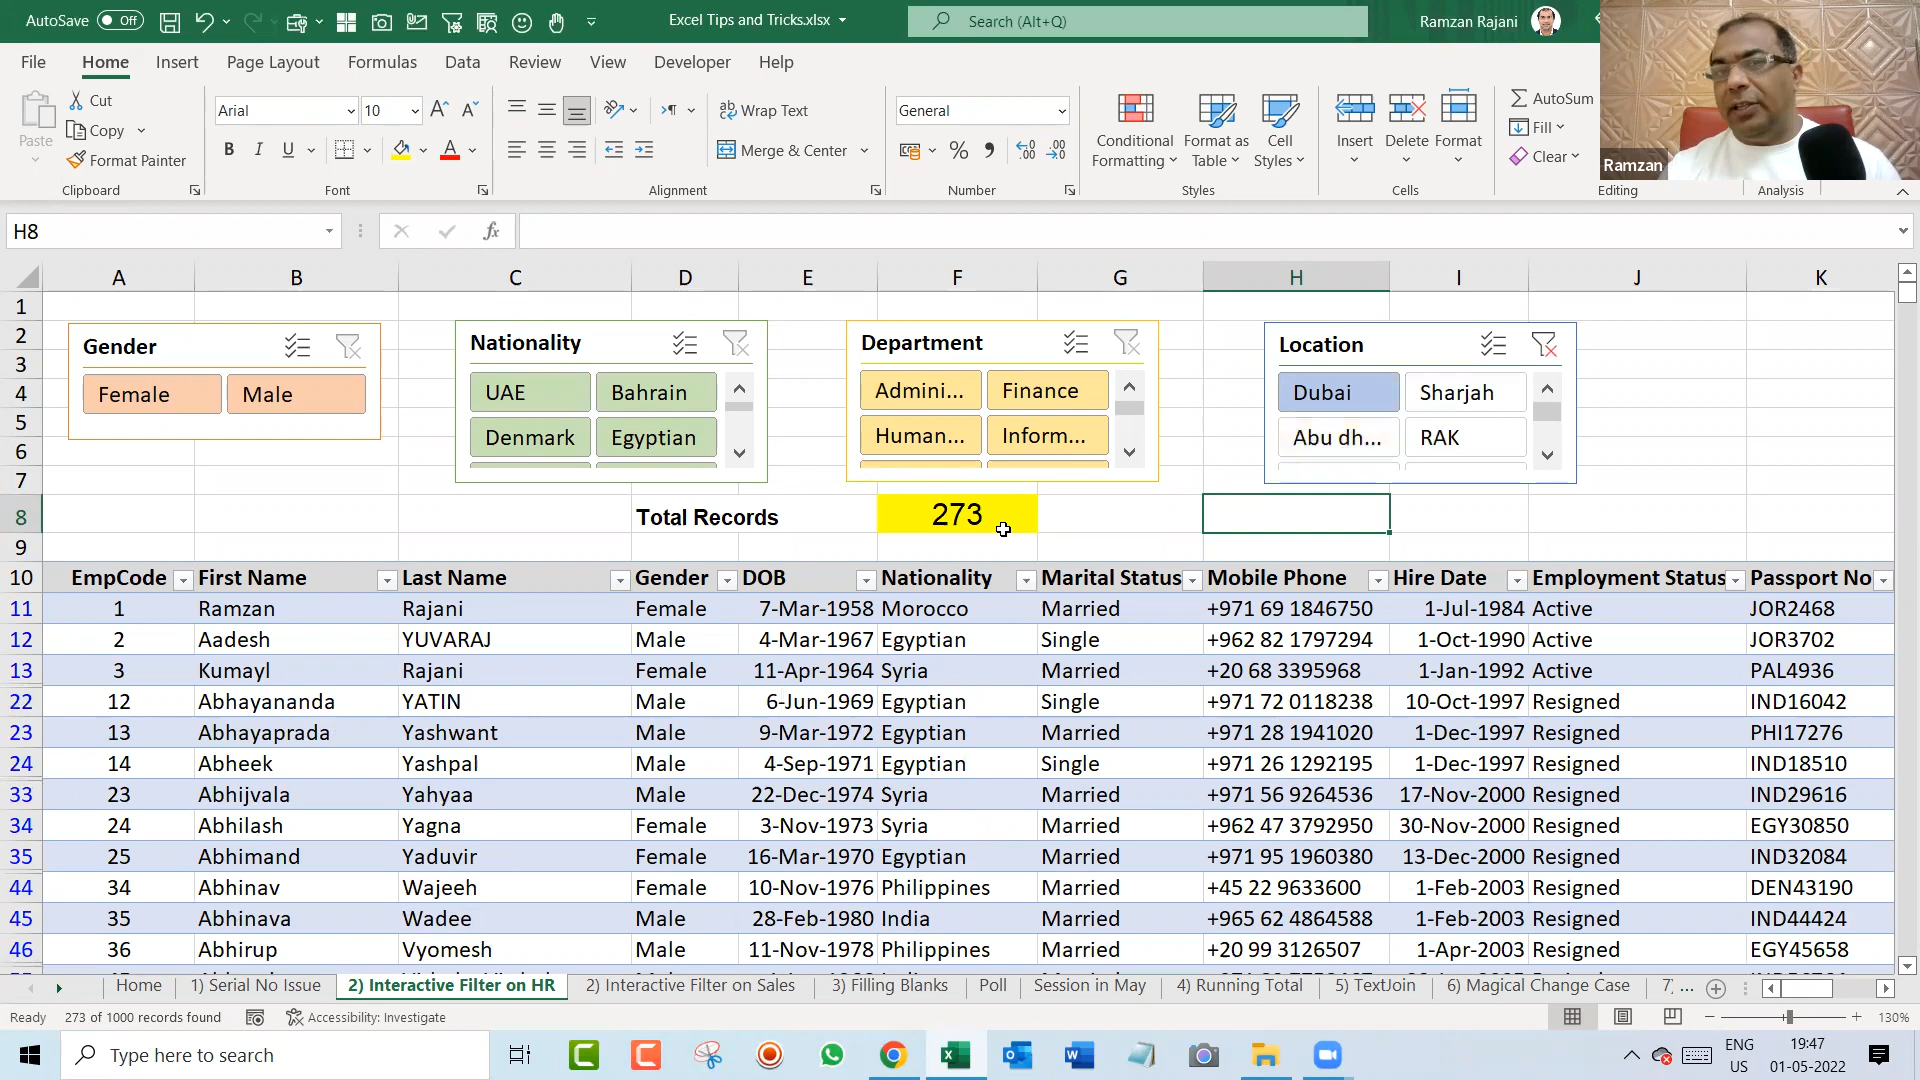 AutoSave Off Excel Tips and Tricks.xlsx Search (Alt+Q) Ramzan Rajani
File Home Insert Page Layout Formulas Data Review View Developer Help
Paste Cut Copy Format Painter Clipboard
Arial 10 B I U A Font
Wrap Text Merge & Center Alignment
General % Number
Conditional Formatting Format as Table Cell Styles Styles
Insert Delete Format Cells
AutoSum Fill Clear Editing Analysis
Ramzan
H8 fx
A B C D E F G H I J K
1
2
3
4
5
6
7
Gender
Female Male
Nationality
UAE Bahrain
Denmark Egyptian
Department
Admini... Finance
Human... Inform...
Location
Dubai Sharjah
Abu dh... RAK
8 Total Records 273
9
10 EmpCode First Name Last Name Gender DOB Nationality Marital Status Mobile Phone Hire Date Employment Status Passport No
11 1 Ramzan Rajani Female 7-Mar-1958 Morocco Married +971 69 1846750 1-Jul-1984 Active JOR2468
12 2 Aadesh YUVARAJ Male 4-Mar-1967 Egyptian Single +962 82 1797294 1-Oct-1990 Active JOR3702
13 3 Kumayl Rajani Female 11-Apr-1964 Syria Married +20 68 3395968 1-Jan-1992 Active PAL4936
22 12 Abhayananda YATIN Male 6-Jun-1969 Egyptian Single +971 72 0118238 10-Oct-1997 Resigned IND16042
23 13 Abhayaprada Yashwant Male 9-Mar-1972 Egyptian Married +971 28 1941020 1-Dec-1997 Resigned PHI17276
24 14 Abheek Yashpal Male 4-Sep-1971 Egyptian Single +971 26 1292195 1-Dec-1997 Resigned IND18510
33 23 Abhijvala Yahyaa Male 22-Dec-1974 Syria Married +971 56 9264536 17-Nov-2000 Resigned IND29616
34 24 Abhilash Yagna Female 3-Nov-1973 Syria Married +962 47 3792950 30-Nov-2000 Resigned EGY30850
35 25 Abhimand Yaduvir Female 16-Mar-1970 Egyptian Married +971 95 1960380 13-Dec-2000 Resigned IND32084
44 34 Abhinav Wajeeh Female 10-Nov-1976 Philippines Married +45 22 9633600 1-Feb-2003 Resigned DEN43190
45 35 Abhinava Wadee Male 28-Feb-1980 India Married +965 62 4864588 1-Feb-2003 Resigned IND44424
46 36 Abhirup Vyomesh Male 11-Nov-1978 Philippines Married +20 99 3126507 1-Apr-2003 Resigned EGY45658
Home 1) Serial No Issue 2) Interactive Filter on HR 2) Interactive Filter on Sales 3) Filling Blanks Poll Session in May 4) Running Total 5) TextJoin 6) Magical Change Case 7) ...
Ready 273 of 1000 records found Accessibility: Investigate 130%
Type here to search ENG US 19:47 01-05-2022